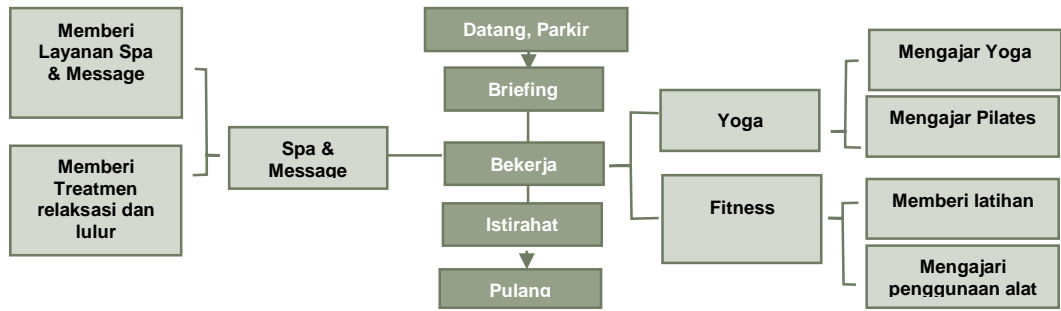 Memberi
Layanan Spa
& Message
Memberi
Treatmen
relaksasi dan
lulur
Spa &
Message
Datang, Parkir
Briefing
Bekerja
Istirahat
Pulang
Yoga
Fitness
Mengajar Yoga
Mengajar Pilates
Memberi latihan
Mengajari
penggunaan alat